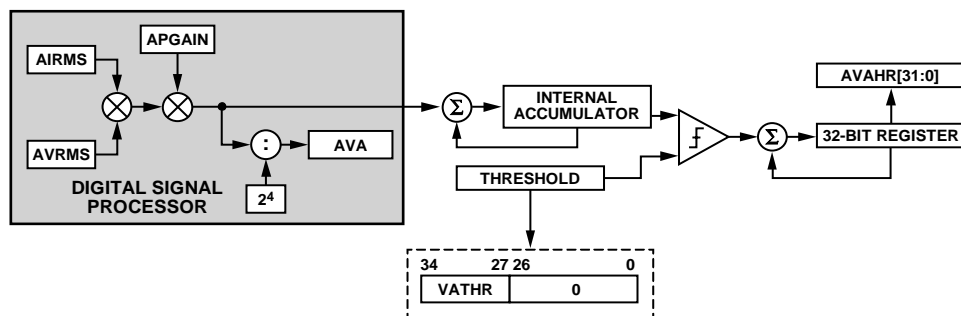 APGAIN
AIRMS
AVRMS
:
AVA
2⁴
DIGITAL SIGNAL
PROCESSOR
Σ
INTERNAL
ACCUMULATOR
THRESHOLD
34 27 26 0
VATHR 0
Σ
AVAHR[31:0]
32-BIT REGISTER